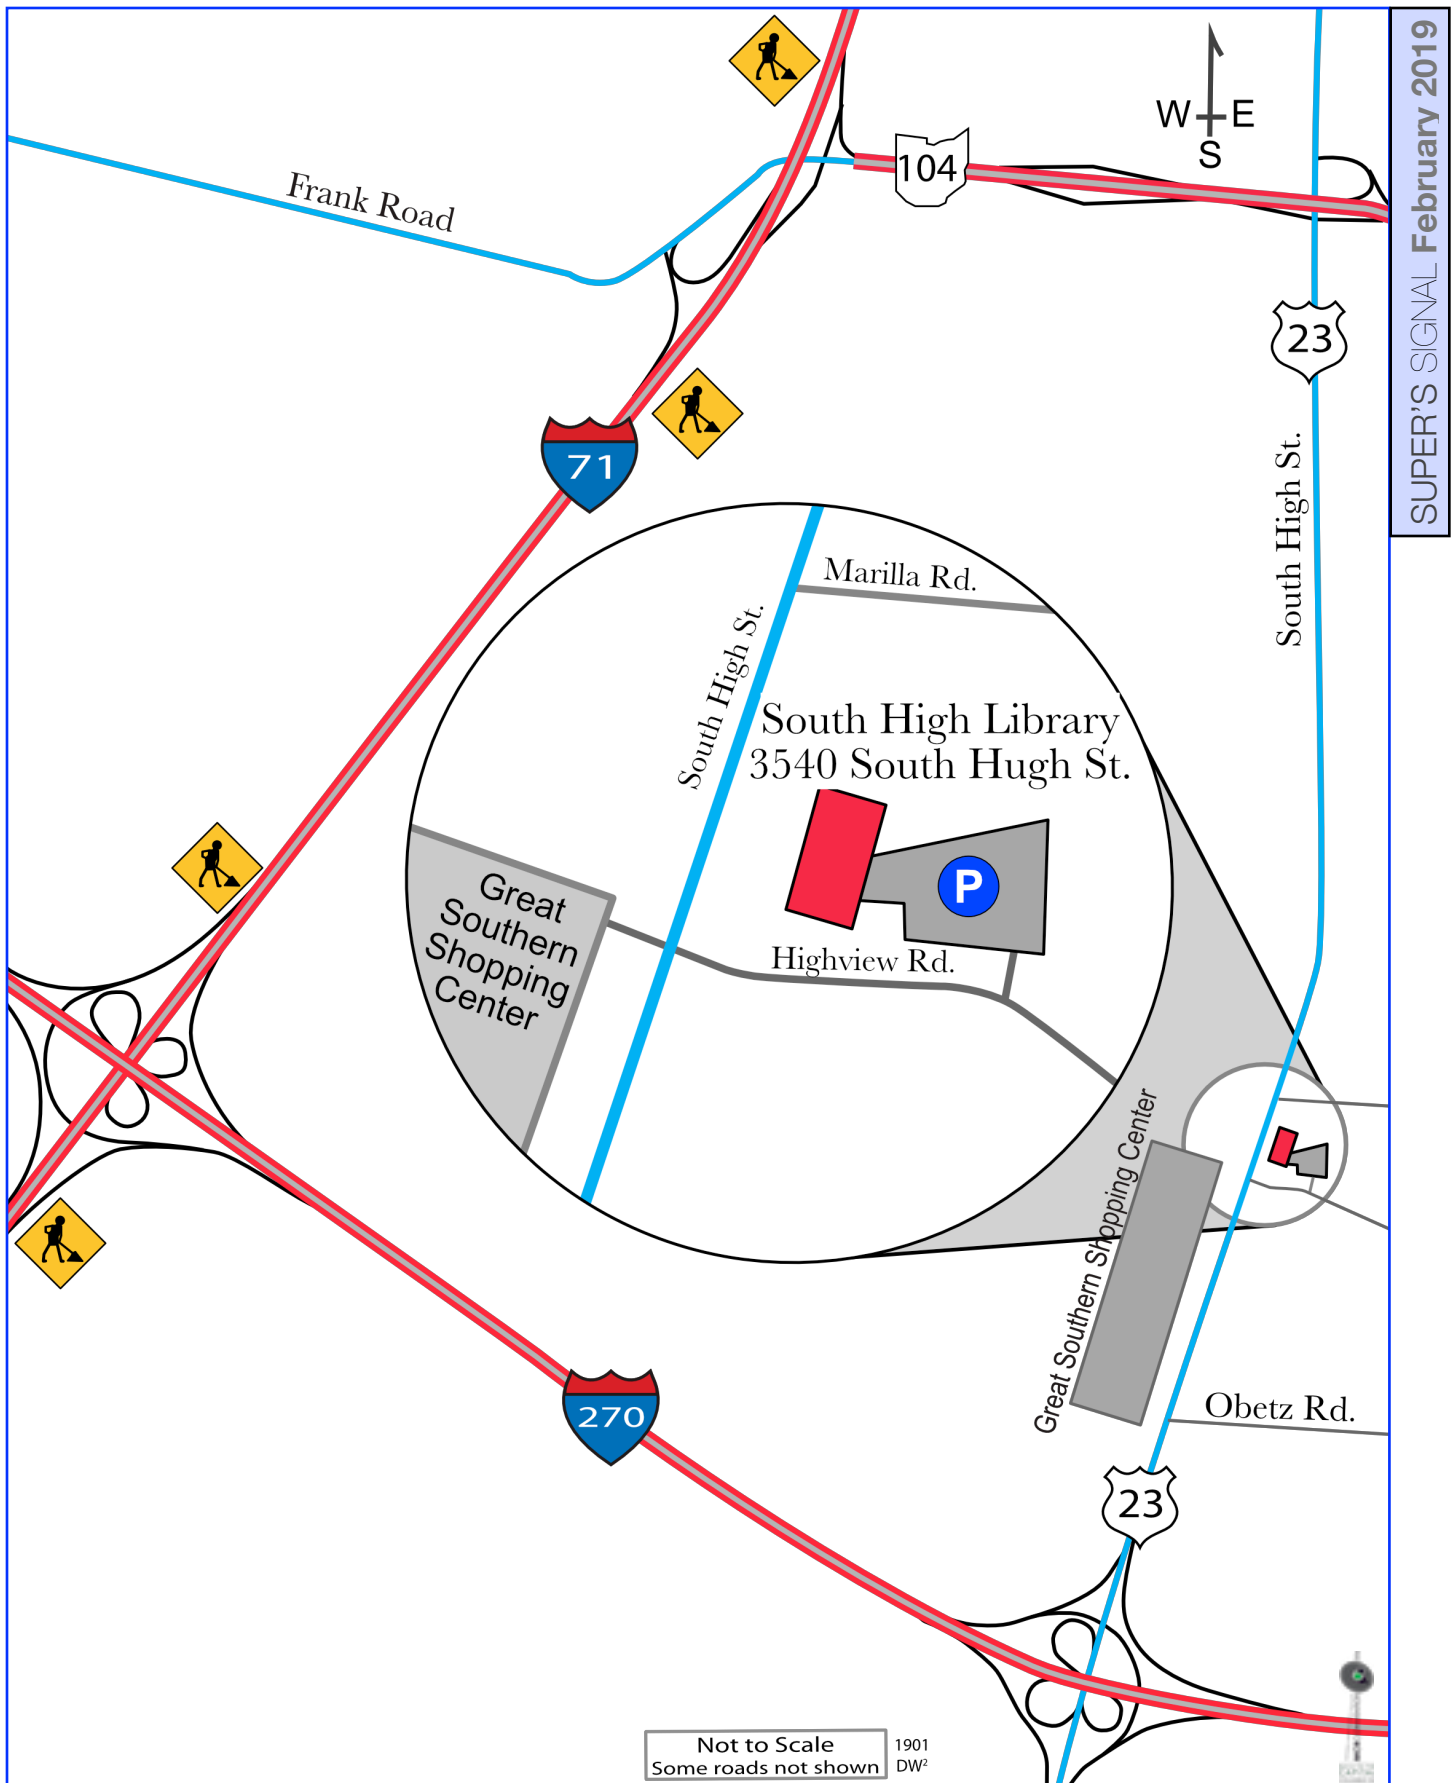 SUPER'S SIGNAL February 2019
W E
S
104
Frank Road
23
71
South High St.
Marilla Rd.
South High St.
South High Library
3540 South Hugh St.
P
Great
Southern
Shopping
Center
Highview Rd.
Great Southern Shopping Center
270
Obetz Rd.
23
Not to Scale
Some roads not shown
1901
DW²